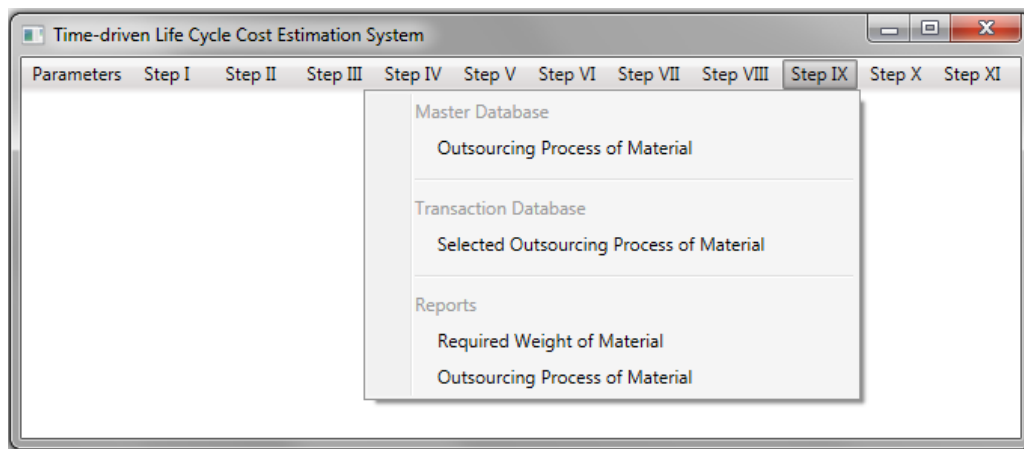 Time-driven Life Cycle Cost Estimation System
Parameters Step I Step II Step III Step IV Step V Step VI Step VII Step VIII Step IX Step X Step XI
Master Database
Outsourcing Process of Material
Transaction Database
Selected Outsourcing Process of Material
Reports
Required Weight of Material
Outsourcing Process of Material